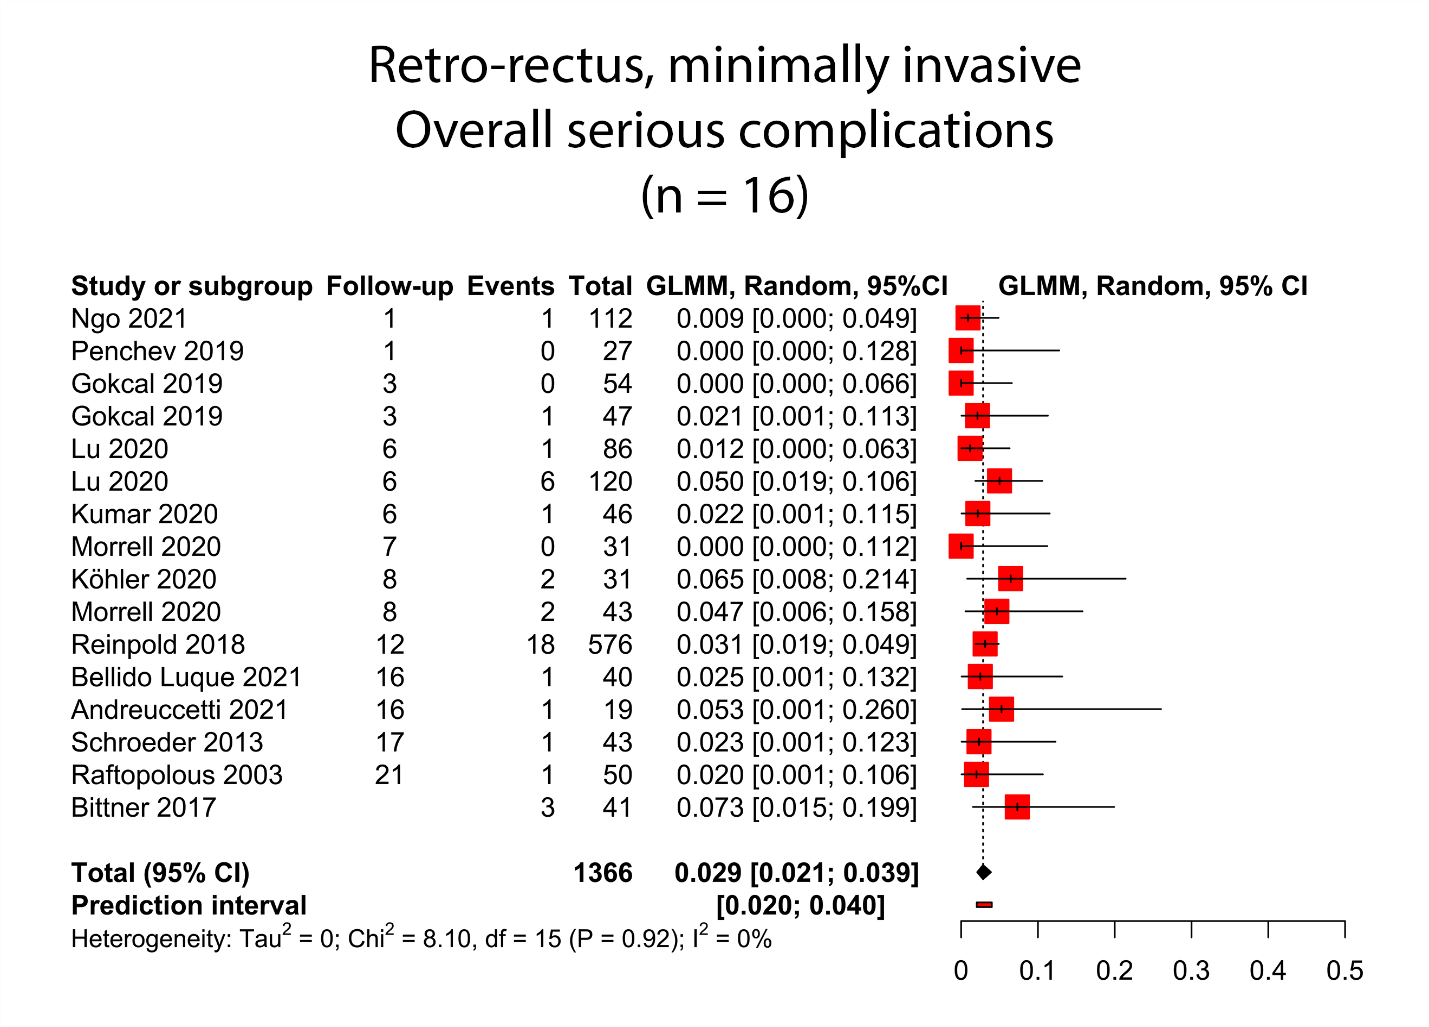 Retro-rectus, minimally invasive
Overall serious complications
(n = 16)
Study or subgroup Follow-up Events Total GLMM, Random, 95%CI GLMM, Random, 95% CI
Ngo 2021 1 1 112 0.009 [0.000; 0.049]
Penchev 2019 1 0 27 0.000 [0.000; 0.128]
Gokcal 2019 3 0 54 0.000 [0.000; 0.066]
Gokcal 2019 3 1 47 0.021 [0.001; 0.113]
Lu 2020 6 1 86 0.012 [0.000; 0.063]
Lu 2020 6 6 120 0.050 [0.019; 0.106]
Kumar 2020 6 1 46 0.022 [0.001; 0.115]
Morrell 2020 7 0 31 0.000 [0.000; 0.112]
Köhler 2020 8 2 31 0.065 [0.008; 0.214]
Morrell 2020 8 2 43 0.047 [0.006; 0.158]
Reinpold 2018 12 18 576 0.031 [0.019; 0.049]
Bellido Luque 2021 16 1 40 0.025 [0.001; 0.132]
Andreuccetti 2021 16 1 19 0.053 [0.001; 0.260]
Schroeder 2013 17 1 43 0.023 [0.001; 0.123]
Raftopolous 2003 21 1 50 0.020 [0.001; 0.106]
Bittner 2017 3 41 0.073 [0.015; 0.199]
Total (95% CI) 1366 0.029 [0.021; 0.039]
Prediction interval [0.020; 0.040]
Heterogeneity: Tau² = 0; Chi² = 8.10, df = 15 (P = 0.92); I² = 0%
0 0.1 0.2 0.3 0.4 0.5